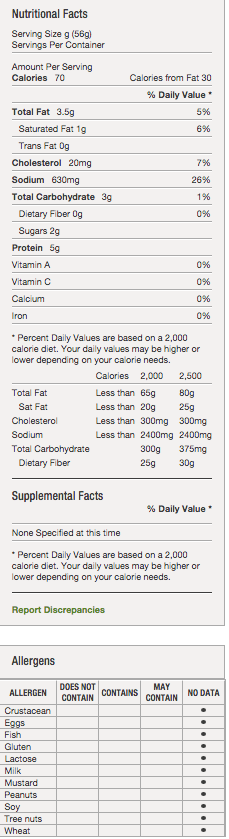 Nutritional Facts
Serving Size g (56g)
Servings Per Container
Amount Per Serving
Calories 70 Calories from Fat 30
% Daily Value *
Total Fat 3.5g 5%
Saturated Fat 1g 6%
Trans Fat 0g
Cholesterol 20mg 7%
Sodium 630mg 26%
Total Carbohydrate 3g 1%
Dietary Fiber 0g 0%
Sugars 2g
Protein 5g
Vitamin A 0%
Vitamin C 0%
Calcium 0%
Iron 0%
* Percent Daily Values are based on a 2,000
calorie diet. Your daily values may be higher or
lower depending on your calorie needs.
Calories 2,000 2,500
Total Fat Less than 65g 80g
Sat Fat Less than 20g 25g
Cholesterol Less than 300mg 300mg
Sodium Less than 2400mg 2400mg
Total Carbohydrate 300g 375mg
Dietary Fiber 25g 30g
Supplemental Facts
% Daily Value *
None Specified at this time
* Percent Daily Values are based on a 2,000
calorie diet. Your daily values may be higher or
lower depending on your calorie needs.
Report Discrepancies
Allergens
ALLERGEN DOES NOT CONTAIN CONTAINS MAY CONTAIN NO DATA
Crustacean •
Eggs •
Fish •
Gluten •
Lactose •
Milk •
Mustard •
Peanuts •
Soy •
Tree nuts •
Wheat •